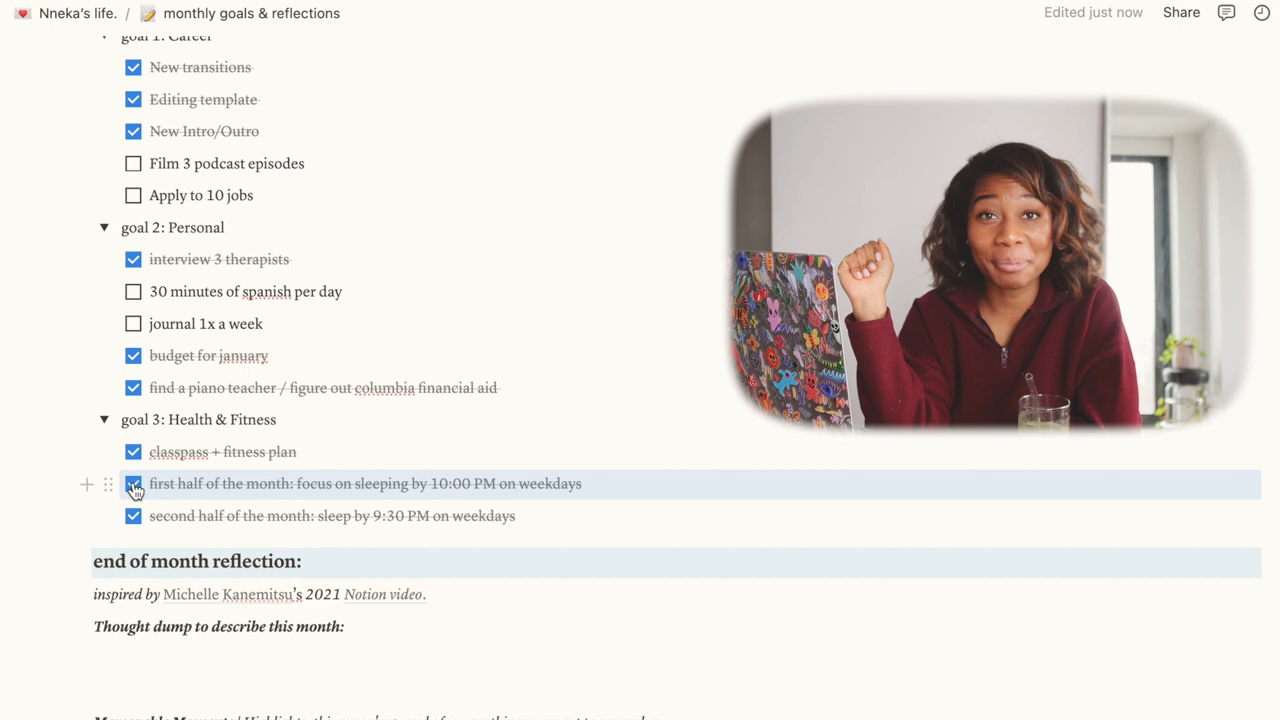 Nneka's life. / monthly goals & reflections
Edited just now Share
goal 1: Career
New transitions
Editing template
New Intro/Outro
Film 3 podcast episodes
Apply to 10 jobs
goal 2: Personal
interview 3 therapists
30 minutes of spanish per day
journal 1x a week
budget for january
find a piano teacher / figure out columbia financial aid
goal 3: Health & Fitness
classpass + fitness plan
first half of the month: focus on sleeping by 10:00 PM on weekdays
second half of the month: sleep by 9:30 PM on weekdays
end of month reflection:
inspired by Michelle Kanemitsu's 2021 Notion video.
Thought dump to describe this month: